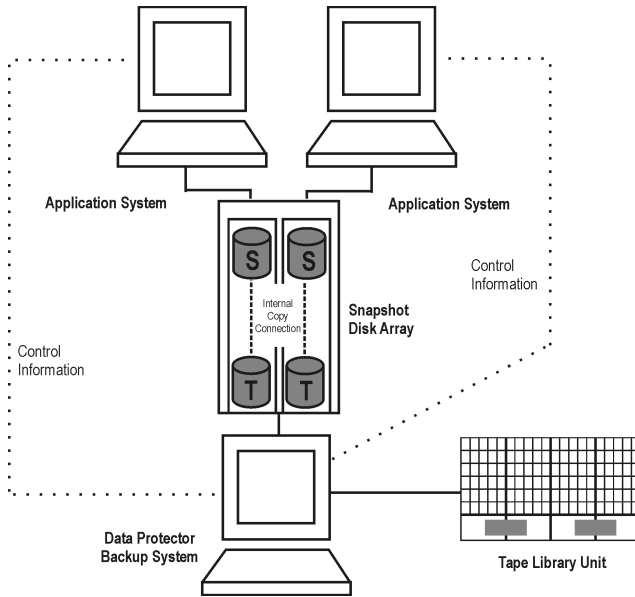 Application System
Application System
S
S
Control
Information
Internal
Copy
Connection
Snapshot
Disk Array
Control
Information
T
T
Data Protector
Backup System
Tape Library Unit